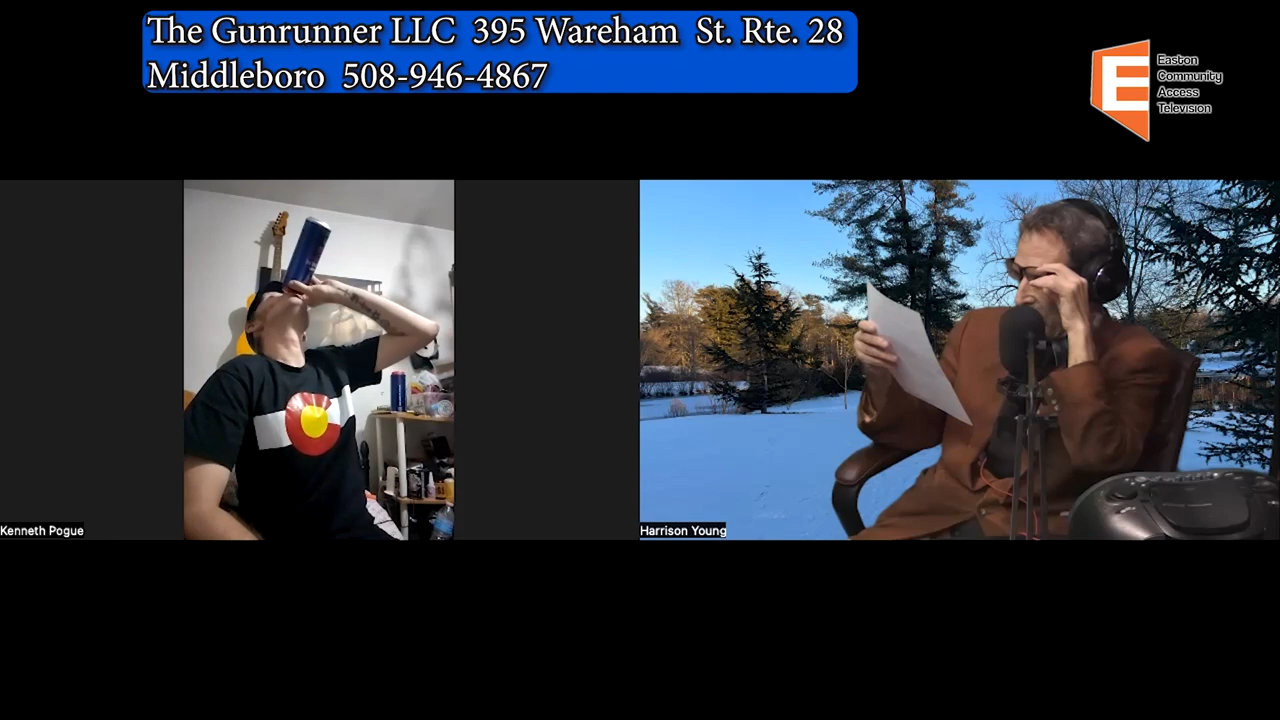 The Gunrunner LLC 395 Wareham St. Rte. 28
Middleboro 508-946-4867
E
Easton
Community
Access
Television
Kenneth Pogue
Harrison Young